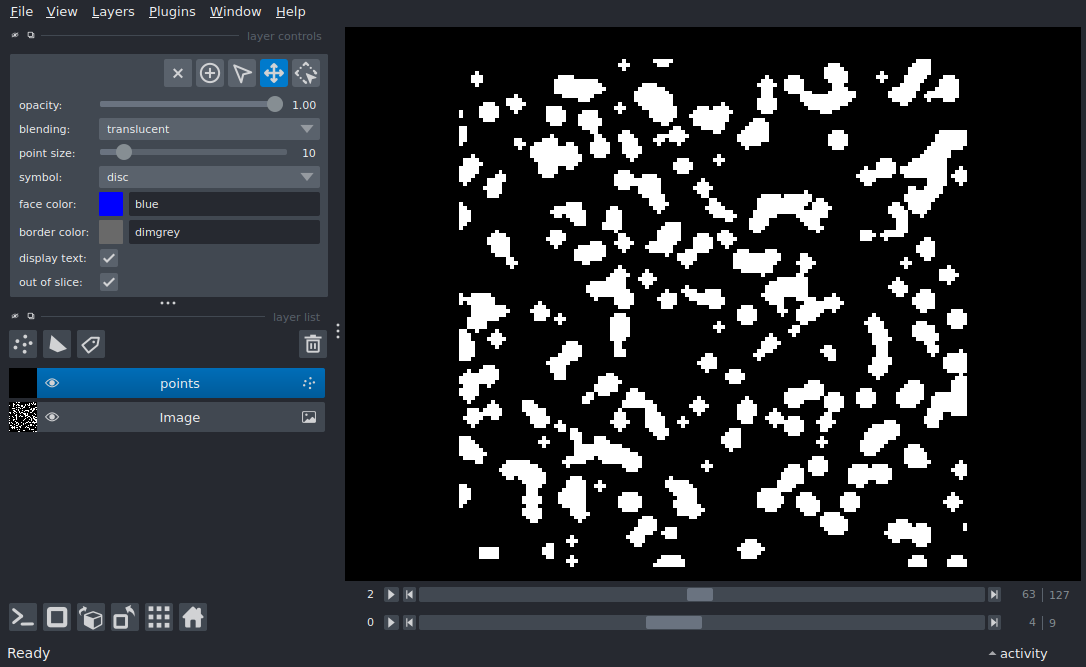 File View Layers Plugins Window Help
layer controls
opacity: 1.00
blending: translucent
point size: 10
symbol: disc
face color: blue
border color: dimgrey
display text:
out of slice:
layer list
points
Image
2 63 127
0 4 9
Ready activity